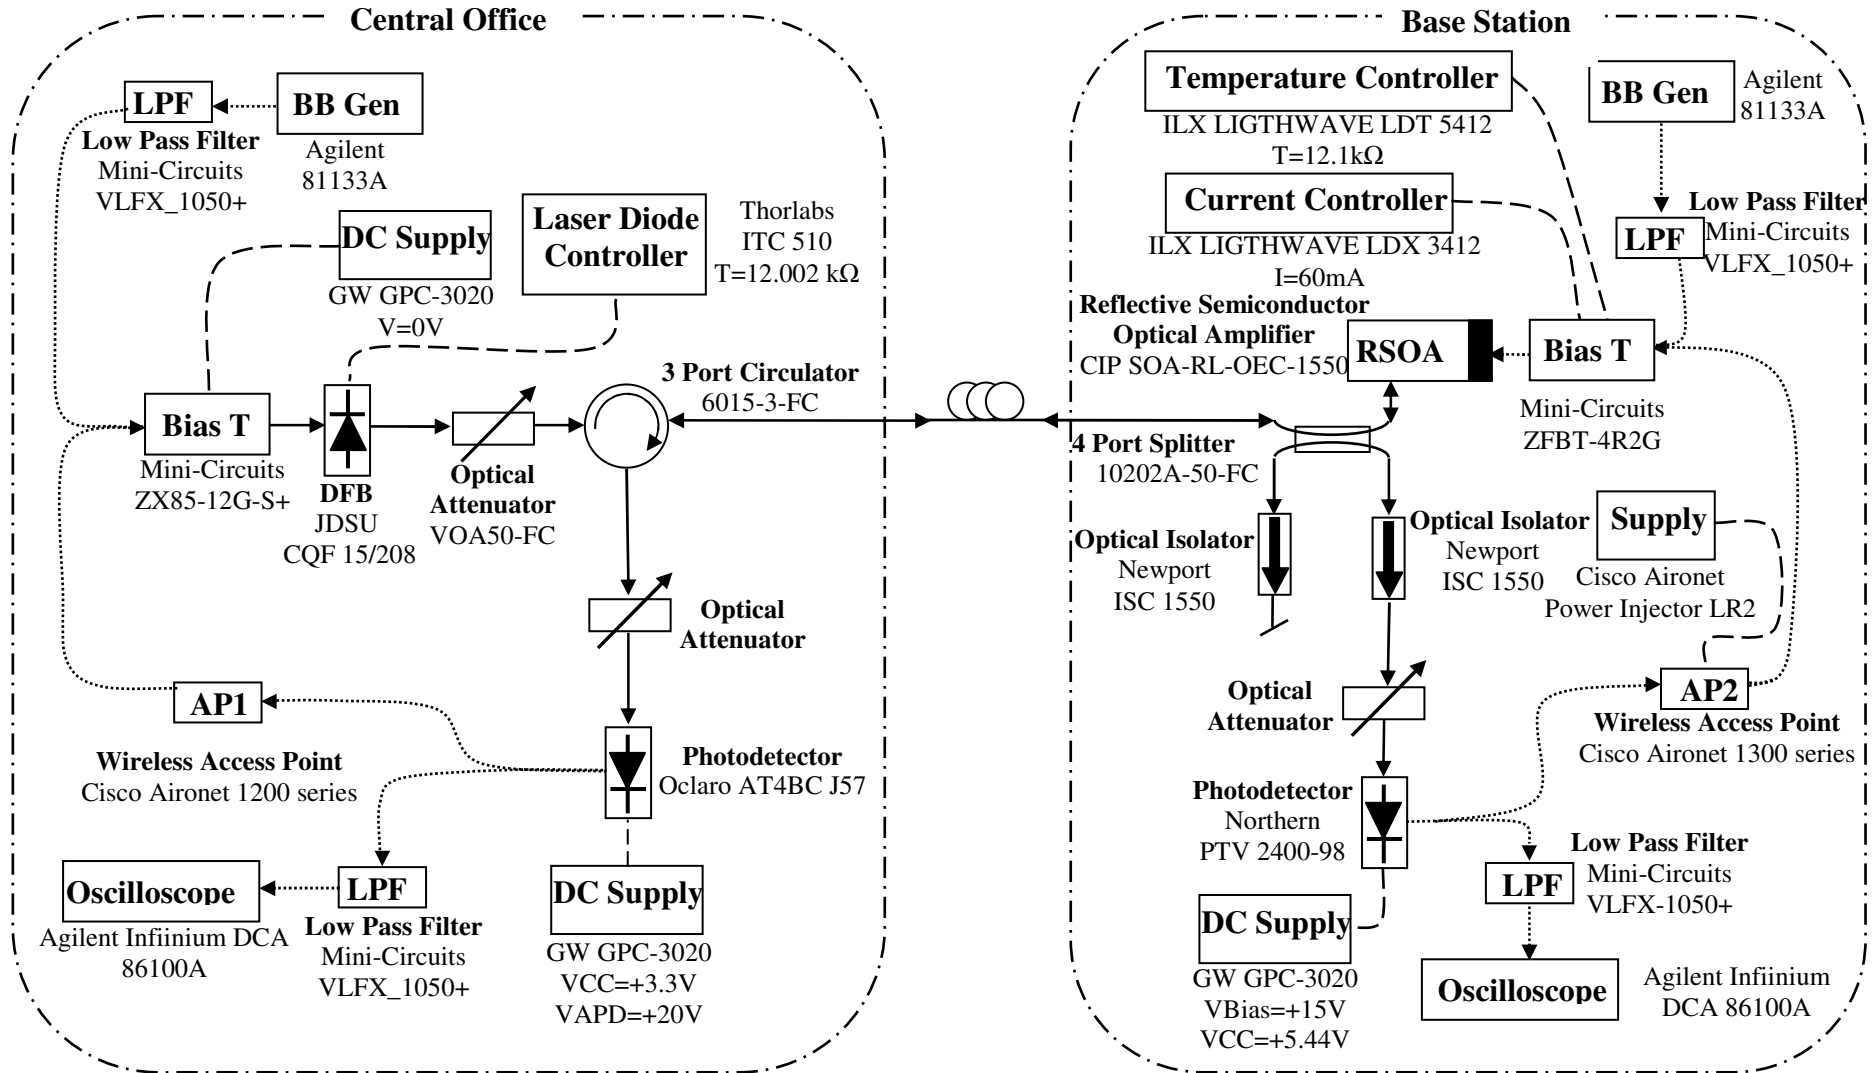 Central Office
LPF
BB Gen
Low Pass Filter
Mini-Circuits
VLFX_1050+
Agilent
81133A
DC Supply
GW GPC-3020
V=0V
Laser Diode
Controller
Thorlabs
ITC 510
T=12.002 kΩ
Bias T
Mini-Circuits
ZX85-12G-S+
DFB
JDSU
CQF 15/208
Optical
Attenuator
VOA50-FC
3 Port Circulator
6015-3-FC
Optical
Attenuator
AP1
Wireless Access Point
Cisco Aironet 1200 series
Photodetector
Oclaro AT4BC J57
Oscilloscope
Agilent Infiinium DCA
86100A
LPF
Low Pass Filter
Mini-Circuits
VLFX_1050+
DC Supply
GW GPC-3020
VCC=+3.3V
VAPD=+20V
Base Station
Temperature Controller
ILX LIGTHWAVE LDT 5412
T=12.1kΩ
Current Controller
ILX LIGTHWAVE LDX 3412
I=60mA
BB Gen
Agilent
81133A
Low Pass Filter
LPF
Mini-Circuits
VLFX_1050+
Reflective Semiconductor
Optical Amplifier
CIP SOA-RL-OEC-1550
RSOA
Bias T
Mini-Circuits
ZFBT-4R2G
4 Port Splitter
10202A-50-FC
Optical Isolator
Newport
ISC 1550
Optical Isolator
Newport
ISC 1550
Supply
Cisco Aironet
Power Injector LR2
Optical
Attenuator
AP2
Wireless Access Point
Cisco Aironet 1300 series
Photodetector
Northern
PTV 2400-98
Low Pass Filter
LPF
Mini-Circuits
VLFX-1050+
DC Supply
GW GPC-3020
VBias=+15V
VCC=+5.44V
Oscilloscope
Agilent Infiinium
DCA 86100A